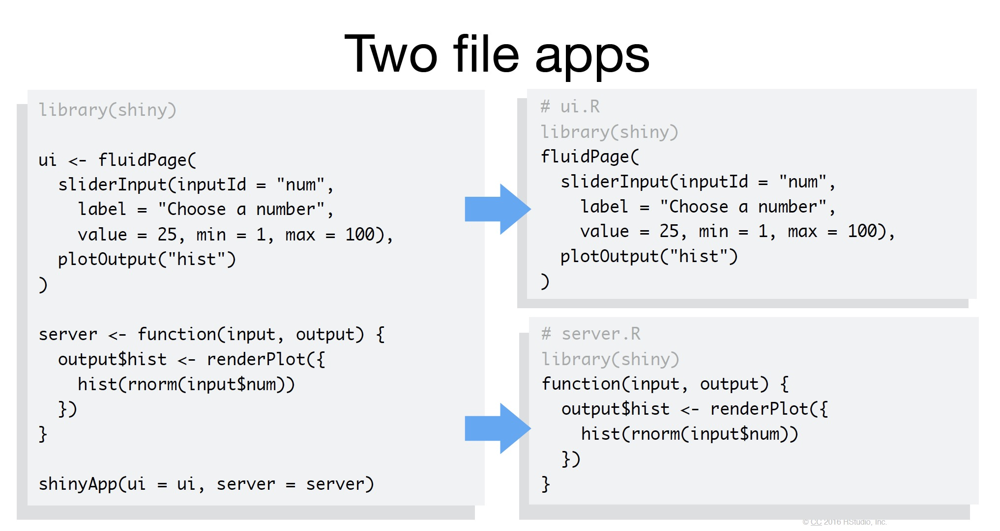 Two file apps
library(shiny)
ui <- fluidPage(
  sliderInput(inputId = "num",
    label = "Choose a number",
    value = 25, min = 1, max = 100),
  plotOutput("hist")
)
server <- function(input, output) {
  output$hist <- renderPlot({
    hist(rnorm(input$num))
  })
}
shinyApp(ui = ui, server = server)
# ui.R
library(shiny)
fluidPage(
  sliderInput(inputId = "num",
    label = "Choose a number",
    value = 25, min = 1, max = 100),
  plotOutput("hist")
)
# server.R
library(shiny)
function(input, output) {
  output$hist <- renderPlot({
    hist(rnorm(input$num))
  })
}
© CC 2016 RStudio, Inc.